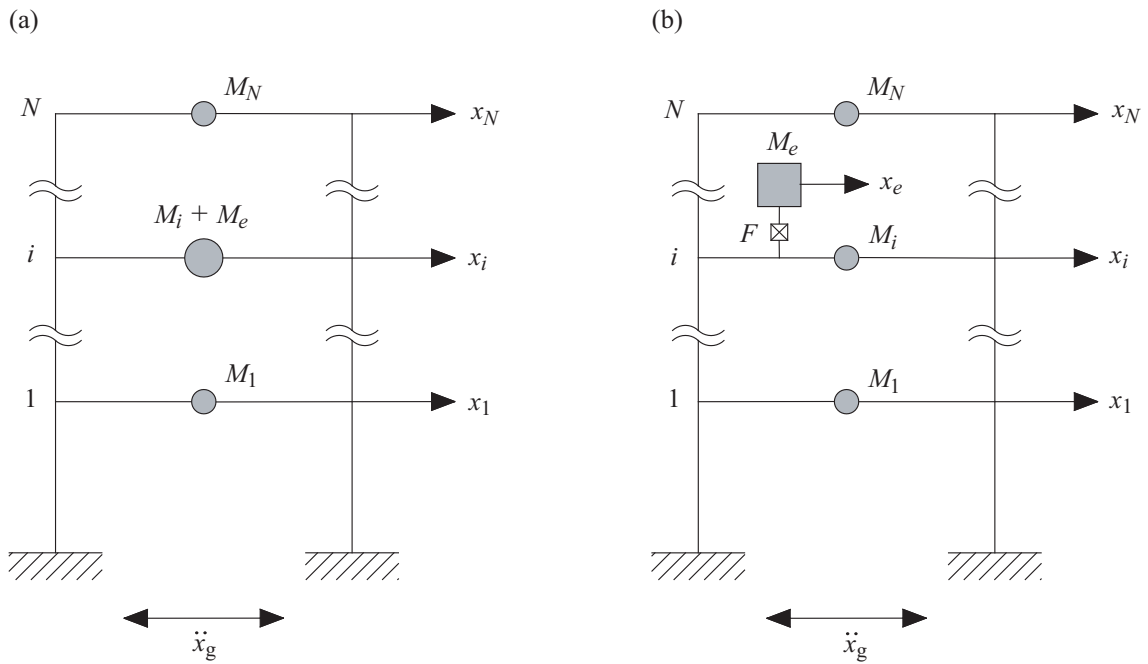 (a)
N
M_N
x_N
M_i + M_e
i
x_i
M_1
1
x_1
ẍ_g
(b)
N
M_N
x_N
M_e
x_e
F
M_i
i
x_i
M_1
1
x_1
ẍ_g